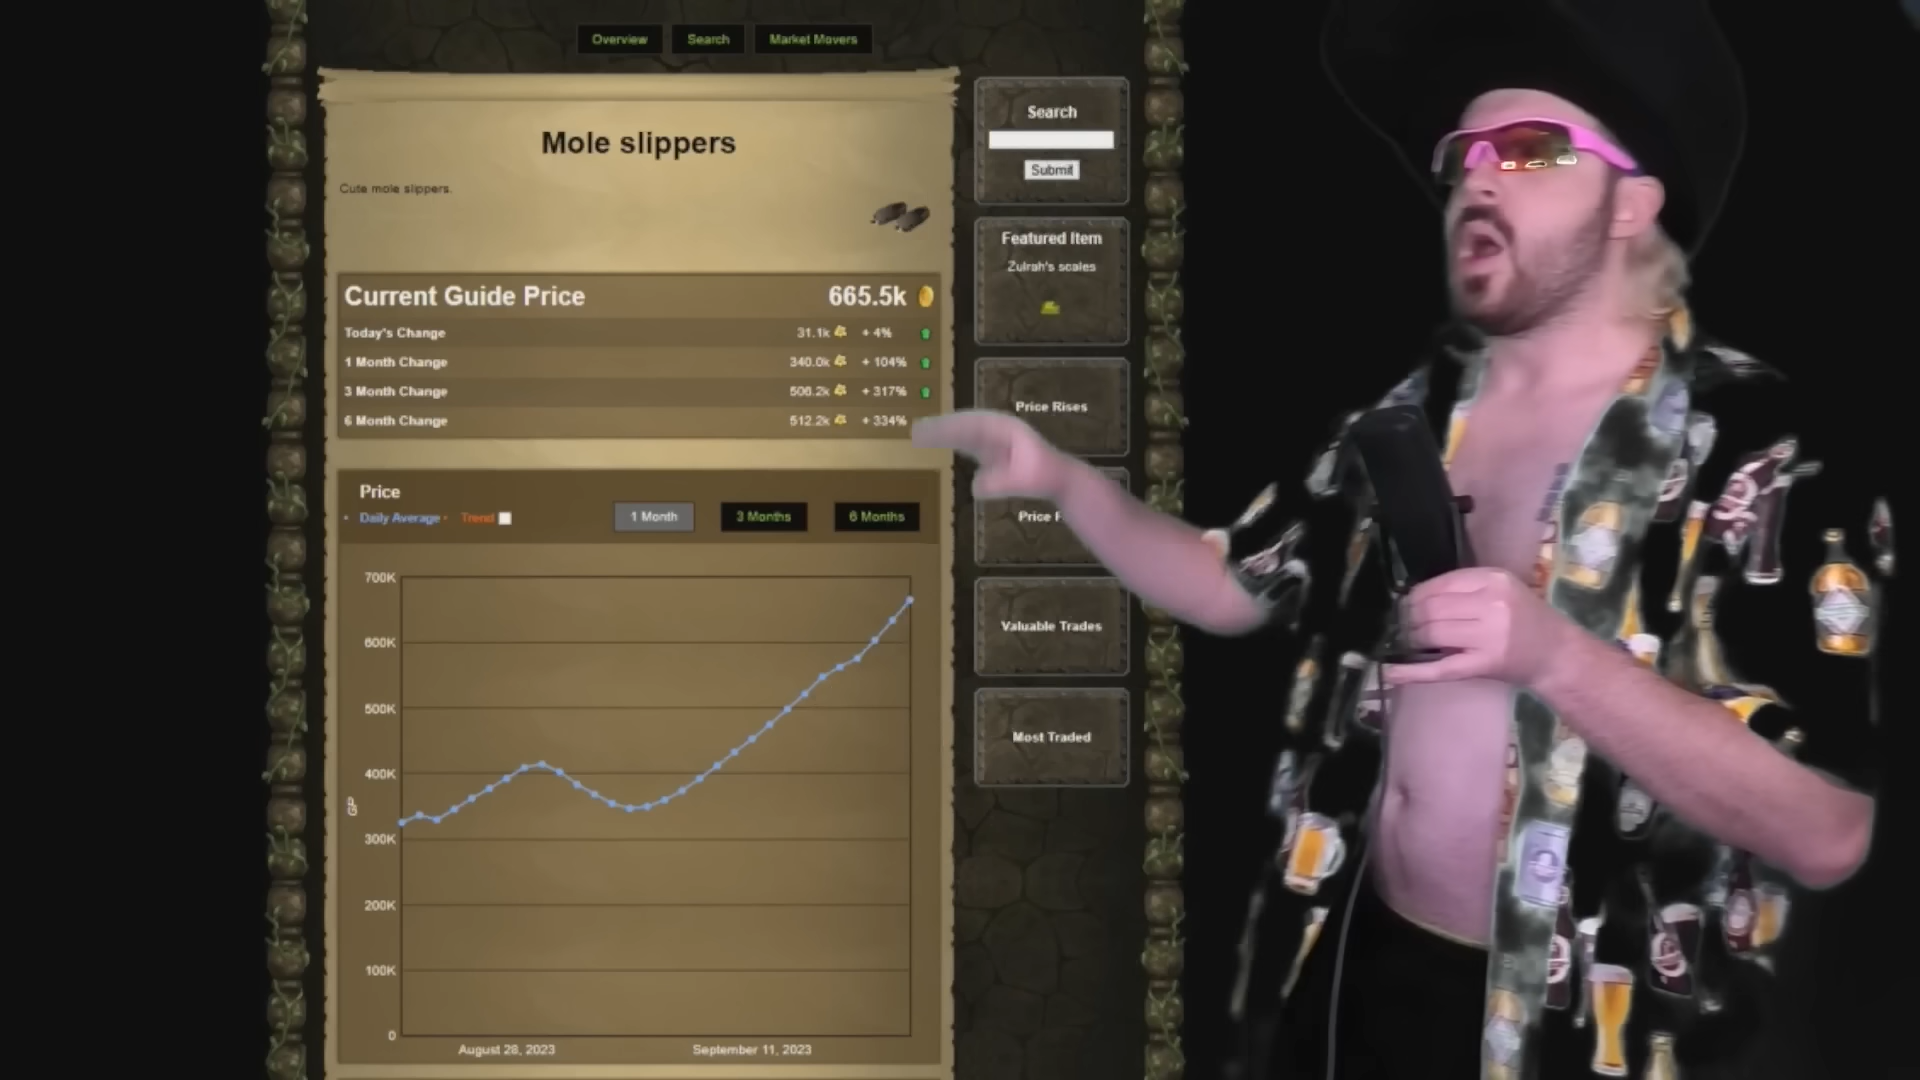 Overview Search Market Movers
Mole slippers
Cute mole slippers.
Current Guide Price 665.5k
Today's Change 31.1k + 4%
1 Month Change 340.0k + 104%
3 Month Change 506.2k + 317%
6 Month Change 512.2k + 334%
Price
Daily Average Trend
1 Month 3 Months 6 Months
700K
600K
500K
400K
300K
200K
100K
0
GP
August 28, 2023 September 11, 2023
Search
Submit
Featured Item
Zulrah's scales
Price Rises
Price F
Valuable Trades
Most Traded